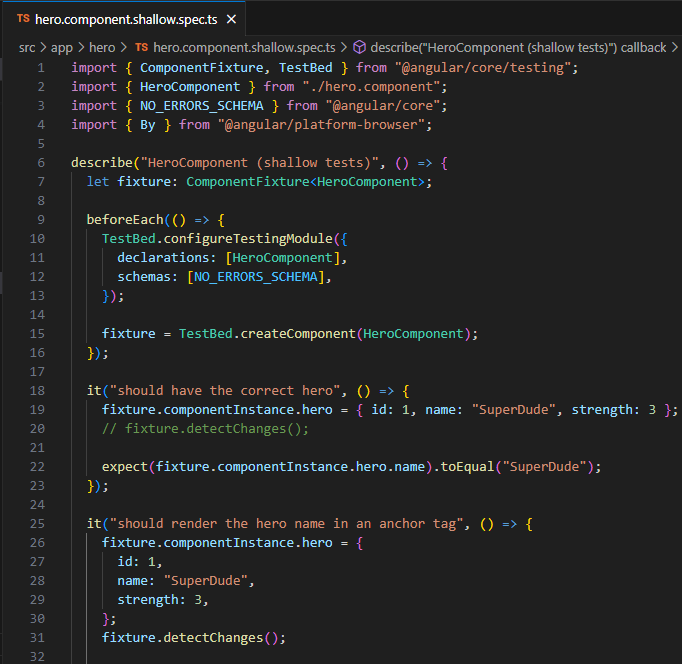 TS hero.component.shallow.spec.ts ×
src > app > hero > TS hero.component.shallow.spec.ts > describe("HeroComponent (shallow tests)") callback >
1 import { ComponentFixture, TestBed } from "@angular/core/testing";
2 import { HeroComponent } from "./hero.component";
3 import { NO_ERRORS_SCHEMA } from "@angular/core";
4 import { By } from "@angular/platform-browser";
5
6 describe("HeroComponent (shallow tests)", () => {
7   let fixture: ComponentFixture<HeroComponent>;
8
9   beforeEach(() => {
10     TestBed.configureTestingModule({
11       declarations: [HeroComponent],
12       schemas: [NO_ERRORS_SCHEMA],
13     });
14
15     fixture = TestBed.createComponent(HeroComponent);
16   });
17
18   it("should have the correct hero", () => {
19     fixture.componentInstance.hero = { id: 1, name: "SuperDude", strength: 3 };
20     // fixture.detectChanges();
21
22     expect(fixture.componentInstance.hero.name).toEqual("SuperDude");
23   });
24
25   it("should render the hero name in an anchor tag", () => {
26     fixture.componentInstance.hero = {
27       id: 1,
28       name: "SuperDude",
29       strength: 3,
30     };
31     fixture.detectChanges();
32